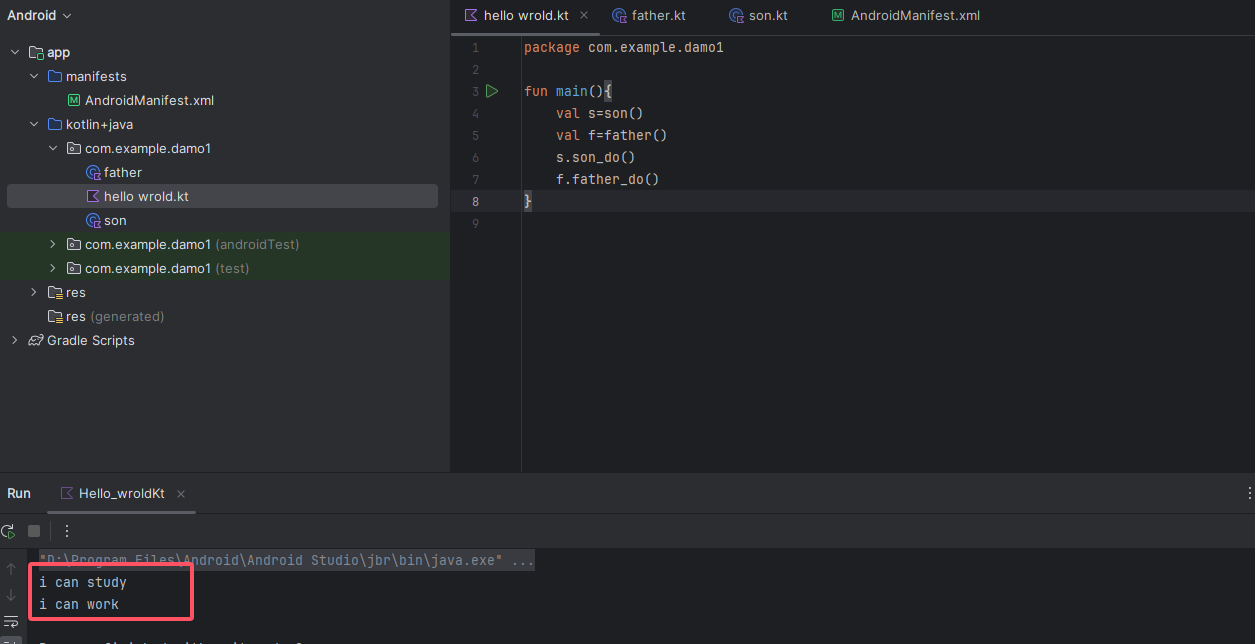 Android
app
manifests
AndroidManifest.xml
kotlin+java
com.example.damo1
father
hello wrold.kt
son
com.example.damo1 (androidTest)
com.example.damo1 (test)
res
res (generated)
Gradle Scripts
hello wrold.kt father.kt son.kt AndroidManifest.xml
1 package com.example.damo1
2
3 fun main(){
4 val s=son()
5 val f=father()
6 s.son_do()
7 f.father_do()
8 }
9
Run Hello_wroldKt
"D:\Program Files\Android\Android Studio\jbr\bin\java.exe" ...
i can study
i can work